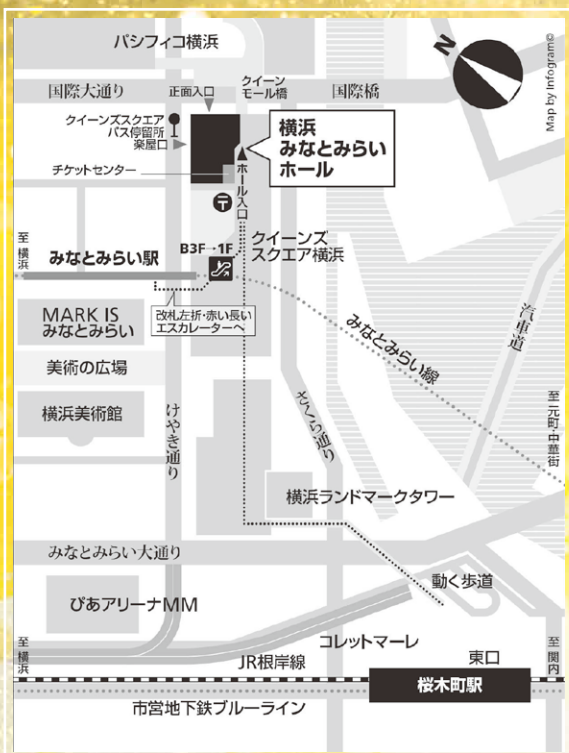 パシフィコ横浜
N
Map by Infogram©
国際大通り
正面入口
クイーン
モール橋
国際橋
クイーンズスクエア
バス停留所
楽屋口
横浜
みなとみらい
ホール
チケットセンター
ホール入口
至横浜
みなとみらい駅
B3F→1F
クイーンズ
スクエア横浜
改札左折・赤い長い
エスカレーターへ
MARK IS
みなとみらい
みなとみらい線
汽車道
美術の広場
横浜美術館
けやき通り
さくら通り
至元町・中華街
横浜ランドマークタワー
みなとみらい大通り
動く歩道
ぴあアリーナMM
コレットマーレ
至横浜
JR根岸線
東口
至関内
桜木町駅
市営地下鉄ブルーライン